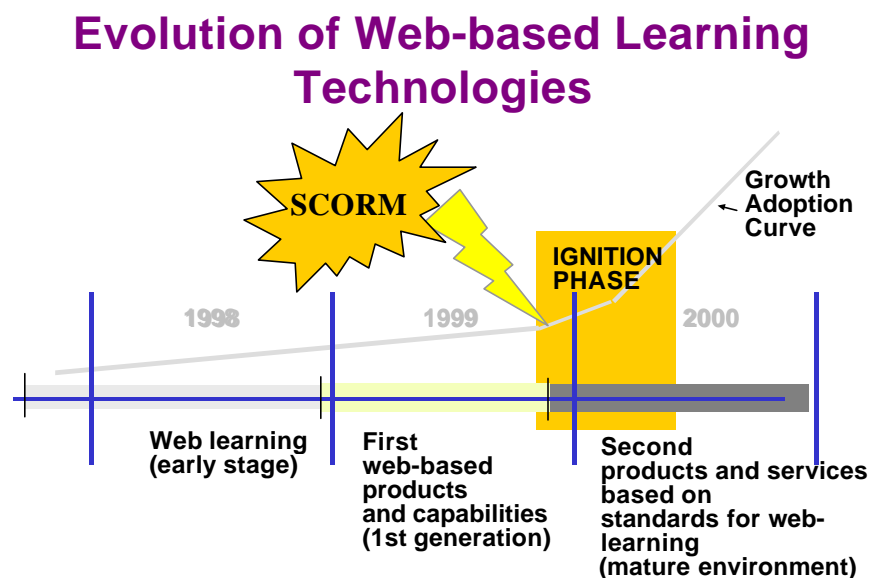 Evolution of Web-based Learning
Technologies
SCORM
Growth
Adoption
Curve
IGNITION
PHASE
1998
1999
2000
Web learning
(early stage)
First
web-based
products
and capabilities
(1st generation)
Second
products and services
based on
standards for web-
learning
(mature environment)